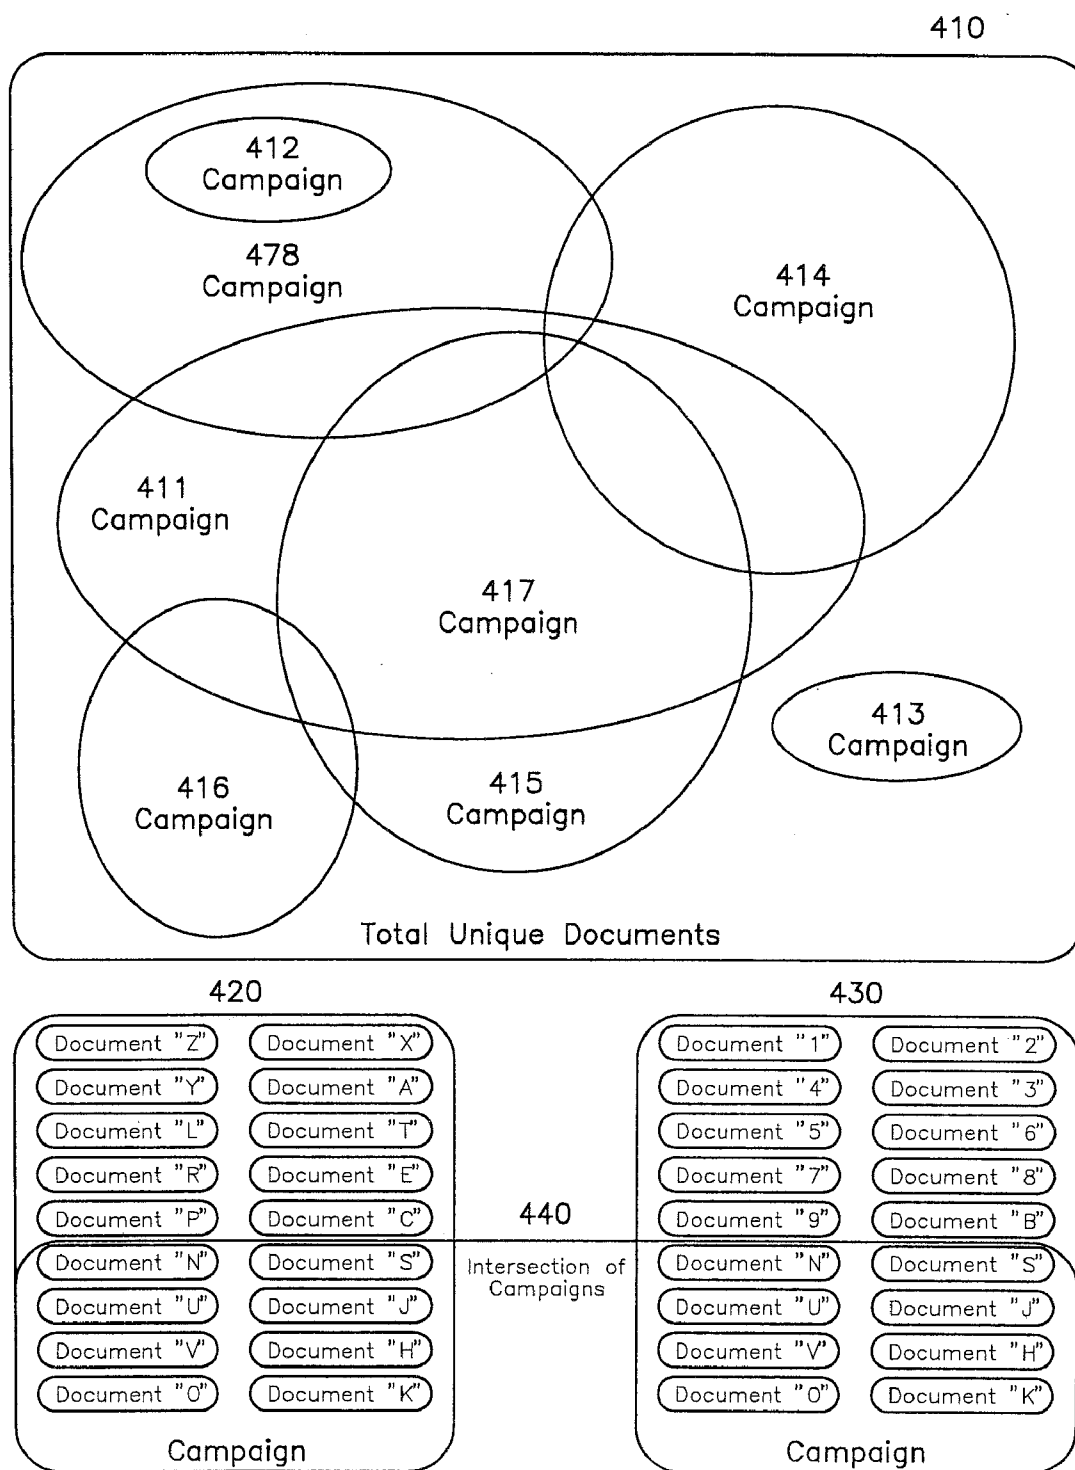 410
412
Campaign
478
Campaign
414
Campaign
411
Campaign
417
Campaign
413
Campaign
416
Campaign
415
Campaign
Total Unique Documents
420
430
Document "Z" Document "X" Document "1" Document "2"
Document "Y" Document "A" Document "4" Document "3"
Document "L" Document "T" Document "5" Document "6"
Document "R" Document "E" Document "7" Document "8"
Document "P" Document "C" 440 Document "9" Document "B"
Document "N" Document "S" Intersection of Document "N" Document "S"
Campaigns
Document "U" Document "J" Document "U" Document "J"
Document "V" Document "H" Document "V" Document "H"
Document "O" Document "K" Document "O" Document "K"
Campaign Campaign